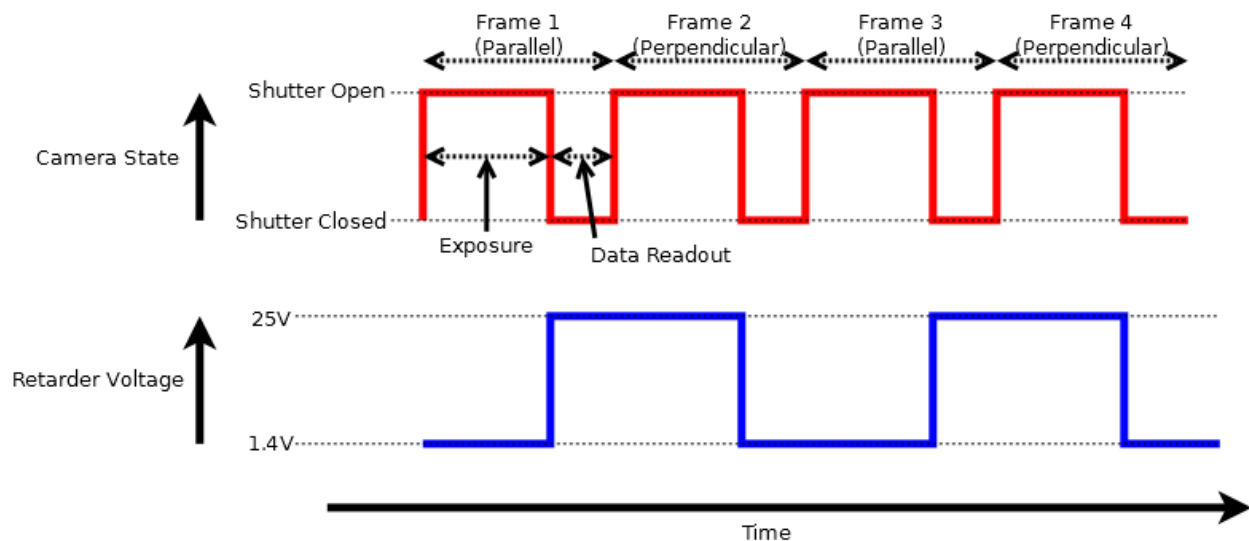 Frame 1
(Parallel)
Frame 2
(Perpendicular)
Frame 3
(Parallel)
Frame 4
(Perpendicular)
Shutter Open
Camera State
Shutter Closed
Exposure
Data Readout
25V
Retarder Voltage
1.4V
Time